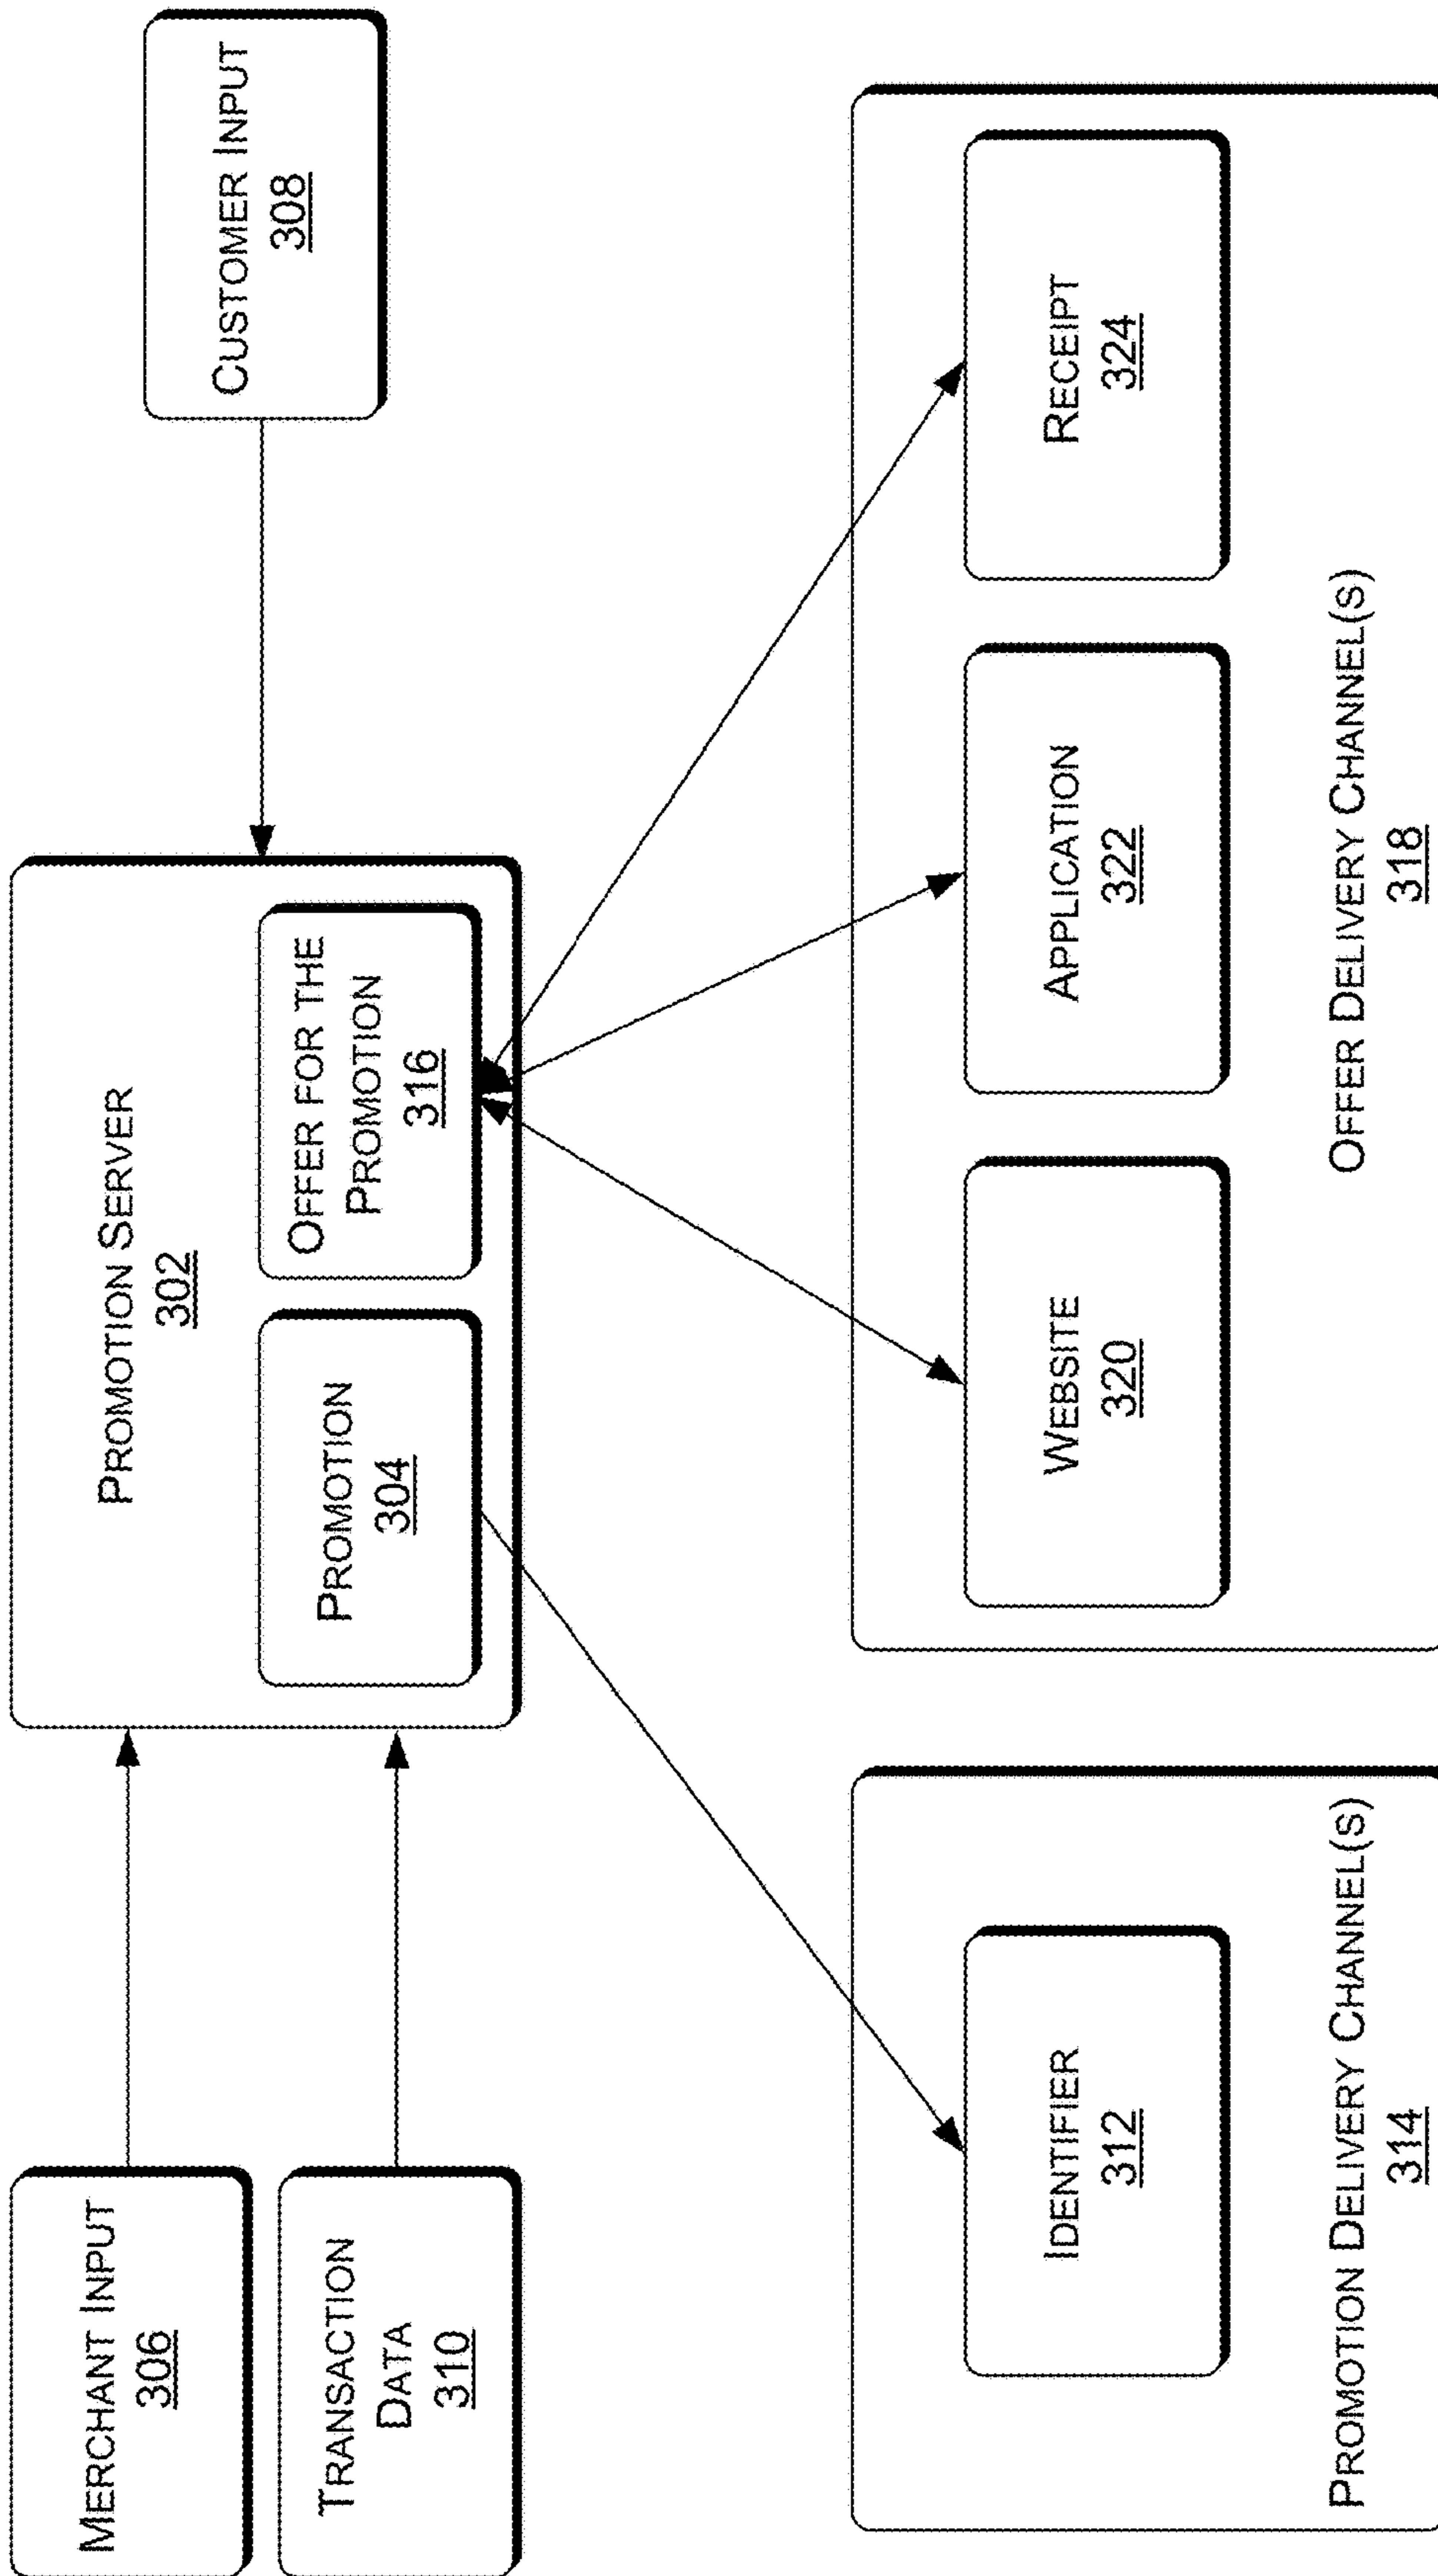 MERCHANT INPUT
306
TRANSACTION
DATA
310
PROMOTION SERVER
302
PROMOTION
304
OFFER FOR THE
PROMOTION
316
CUSTOMER INPUT
308
IDENTIFIER
312
PROMOTION DELIVERY CHANNEL(S)
314
WEBSITE
320
APPLICATION
322
RECEIPT
324
OFFER DELIVERY CHANNEL(S)
318